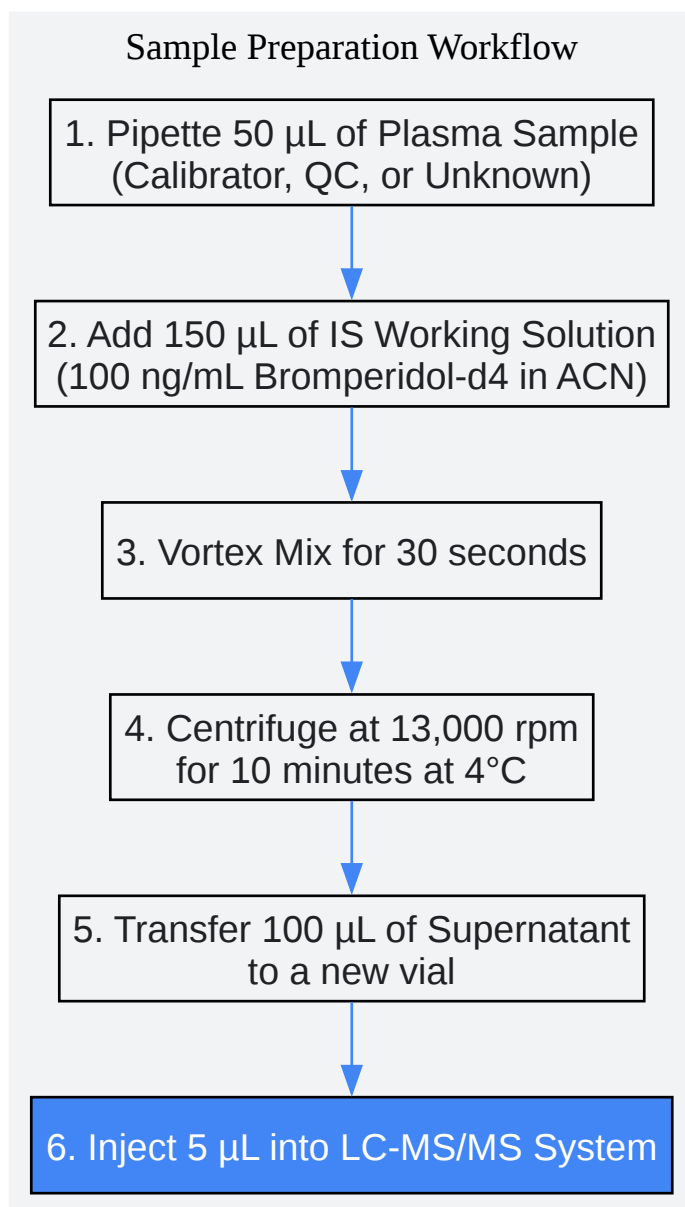 Sample Preparation Workflow
1. Pipette 50 µL of Plasma Sample
(Calibrator, QC, or Unknown)
2. Add 150 µL of IS Working Solution
(100 ng/mL Bromperidol-d4 in ACN)
3. Vortex Mix for 30 seconds
4. Centrifuge at 13,000 rpm
for 10 minutes at 4°C
5. Transfer 100 µL of Supernatant
to a new vial
6. Inject 5 µL into LC-MS/MS System